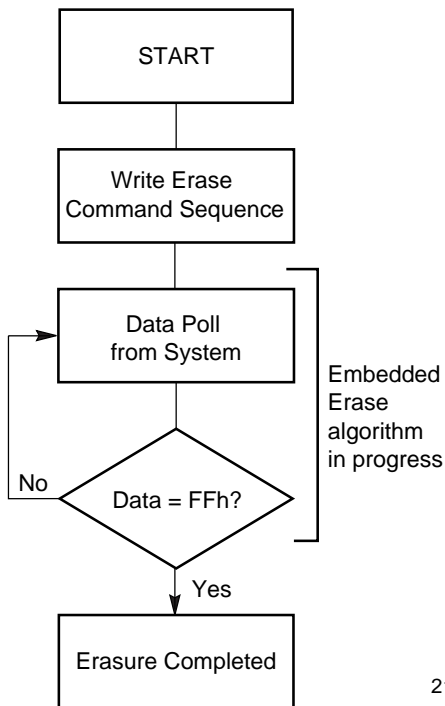 START
Write Erase
Command Sequence
Data Poll
from System
Embedded
Erase
algorithm
in progress
No
Data = FFh?
Yes
Erasure Completed
2